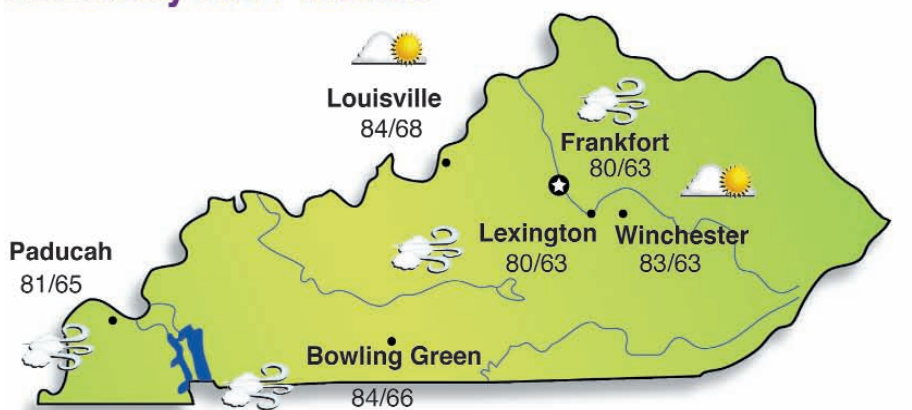 Louisville
84/68
Frankfort
80/63
Lexington
80/63
Winchester
83/63
Paducah
81/65
Bowling Green
84/66